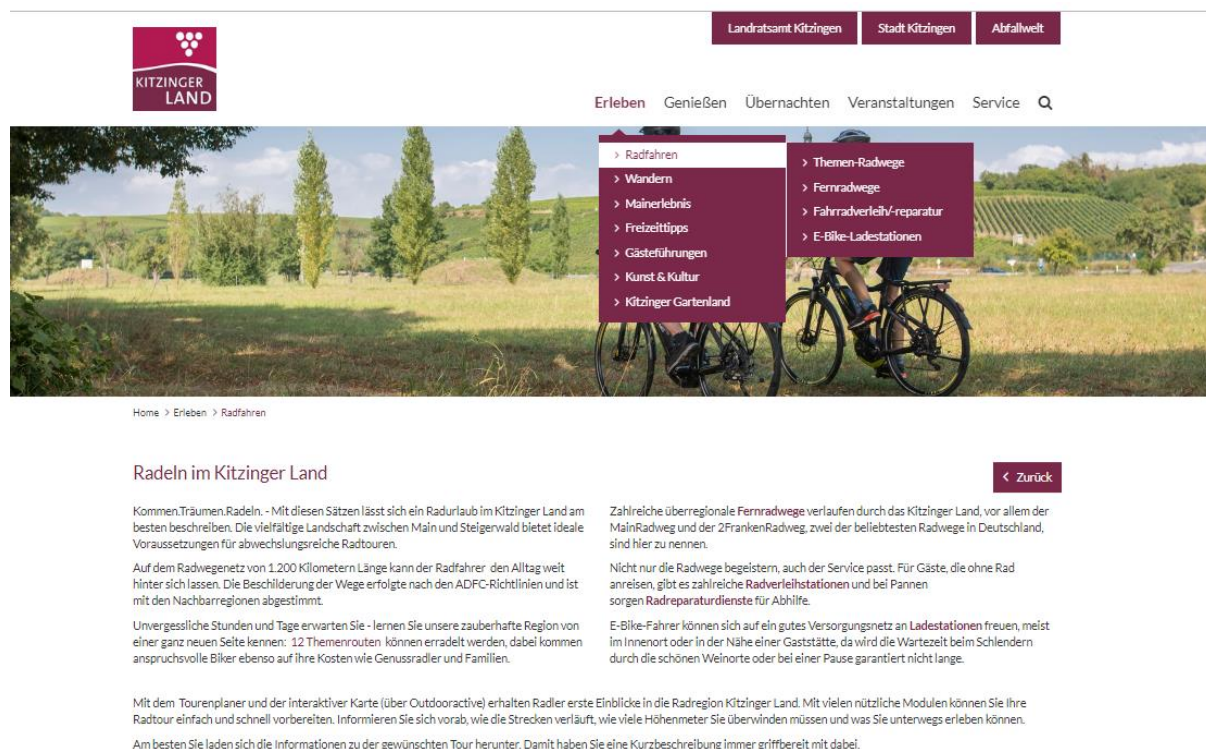 Landratsamt Kitzingen
Stadt Kitzingen
Abfallwelt
KITZINGER
LAND
Erleben
Genießen
Übernachten
Veranstaltungen
Service
> Radfahren
> Wandern
> Mainerlebnis
> Freizeittipps
> Gästeführungen
> Kunst & Kultur
> Kitzinger Gartenland
> Themen-Radwege
> Fernradwege
> Fahrradverleih/-reparatur
> E-Bike-Ladestationen
Home > Erleben > Radfahren
Radeln im Kitzinger Land
< Zurück
Kommen.Träumen.Radeln. - Mit diesen Sätzen lässt sich ein Radurlaub im Kitzinger Land am
besten beschreiben. Die vielfältige Landschaft zwischen Main und Steigerwald bietet ideale
Voraussetzungen für abwechslungsreiche Radtouren.
Auf dem Radwegenetz von 1.200 Kilometern Länge kann der Radfahrer den Alltag weit
hinter sich lassen. Die Beschilderung der Wege erfolgte nach den ADFC-Richtlinien und ist
mit den Nachbarregionen abgestimmt.
Unvergessliche Stunden und Tage erwarten Sie - lernen Sie unsere zauberhafte Region von
einer ganz neuen Seite kennen: 12 Themenrouten können erradelt werden, dabei kommen
anspruchsvolle Biker ebenso auf ihre Kosten wie Genussradler und Familien.
Zahlreiche überregionale Fernradwege verlaufen durch das Kitzinger Land, vor allem der
MainRadweg und der 2FrankenRadweg, zwei der beliebtesten Radwege in Deutschland,
sind hier zu nennen.
Nicht nur die Radwege begeistern, auch der Service passt. Für Gäste, die ohne Rad
anreisen, gibt es zahlreiche Radverleihstationen und bei Pannen
sorgen Radreparaturdienste für Abhilfe.
E-Bike-Fahrer können sich auf ein gutes Versorgungsnetz an Ladestationen freuen, meist
im Innenort oder in der Nähe einer Gaststätte, da wird die Wartezeit beim Schlendern
durch die schönen Weinorte oder bei einer Pause garantiert nicht lange.
Mit dem Tourenplaner und der interaktiver Karte (über Outdooractive) erhalten Radler erste Einblicke in die Radregion Kitzinger Land. Mit vielen nützliche Modulen können Sie Ihre
Radtour einfach und schnell vorbereiten. Informieren Sie sich vorab, wie die Strecken verläuft, wie viele Höhenmeter Sie überwinden müssen und was Sie unterwegs erleben können.
Am besten Sie laden sich die Informationen zu der gewünschten Tour herunter. Damit haben Sie eine Kurzbeschreibung immer griffbereit mit dabei.